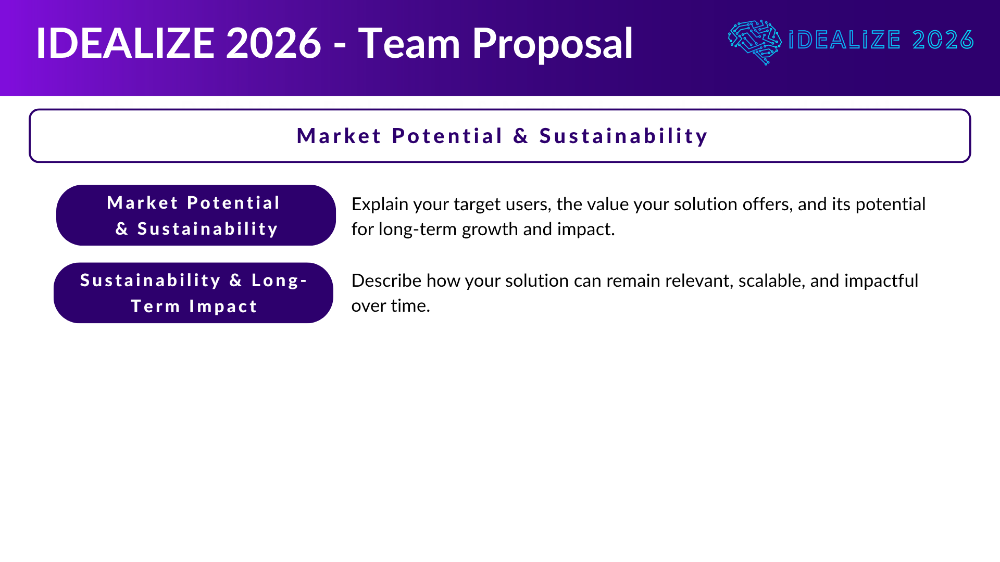 IDEALIZE 2026 - Team Proposal
iDEALiZE 2026
Market Potential & Sustainability
Market Potential
& Sustainability
Explain your target users, the value your solution offers, and its potential
for long-term growth and impact.
Sustainability & Long-
Term Impact
Describe how your solution can remain relevant, scalable, and impactful
over time.